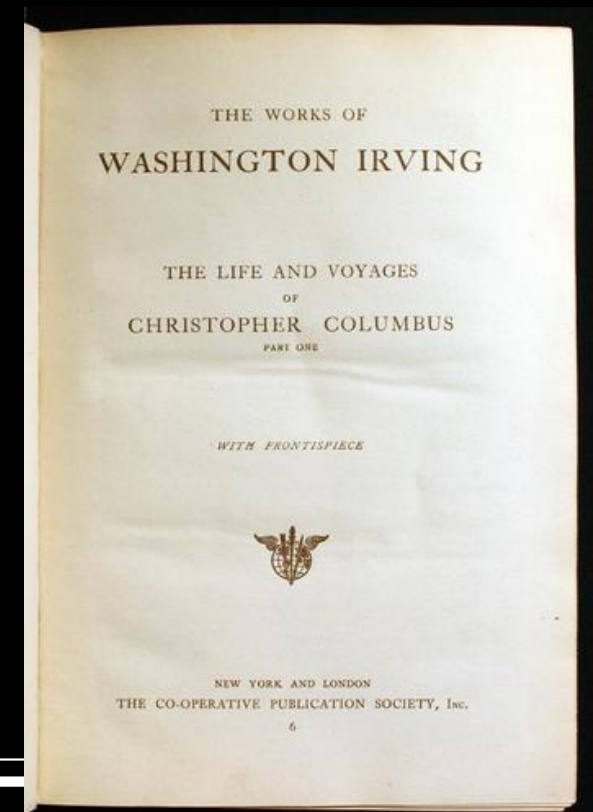 THE WORKS OF
WASHINGTON IRVING
THE LIFE AND VOYAGES
OF
CHRISTOPHER COLUMBUS
PART ONE
WITH FRONTISPIECE
NEW YORK AND LONDON
THE CO-OPERATIVE PUBLICATION SOCIETY, INC.
6